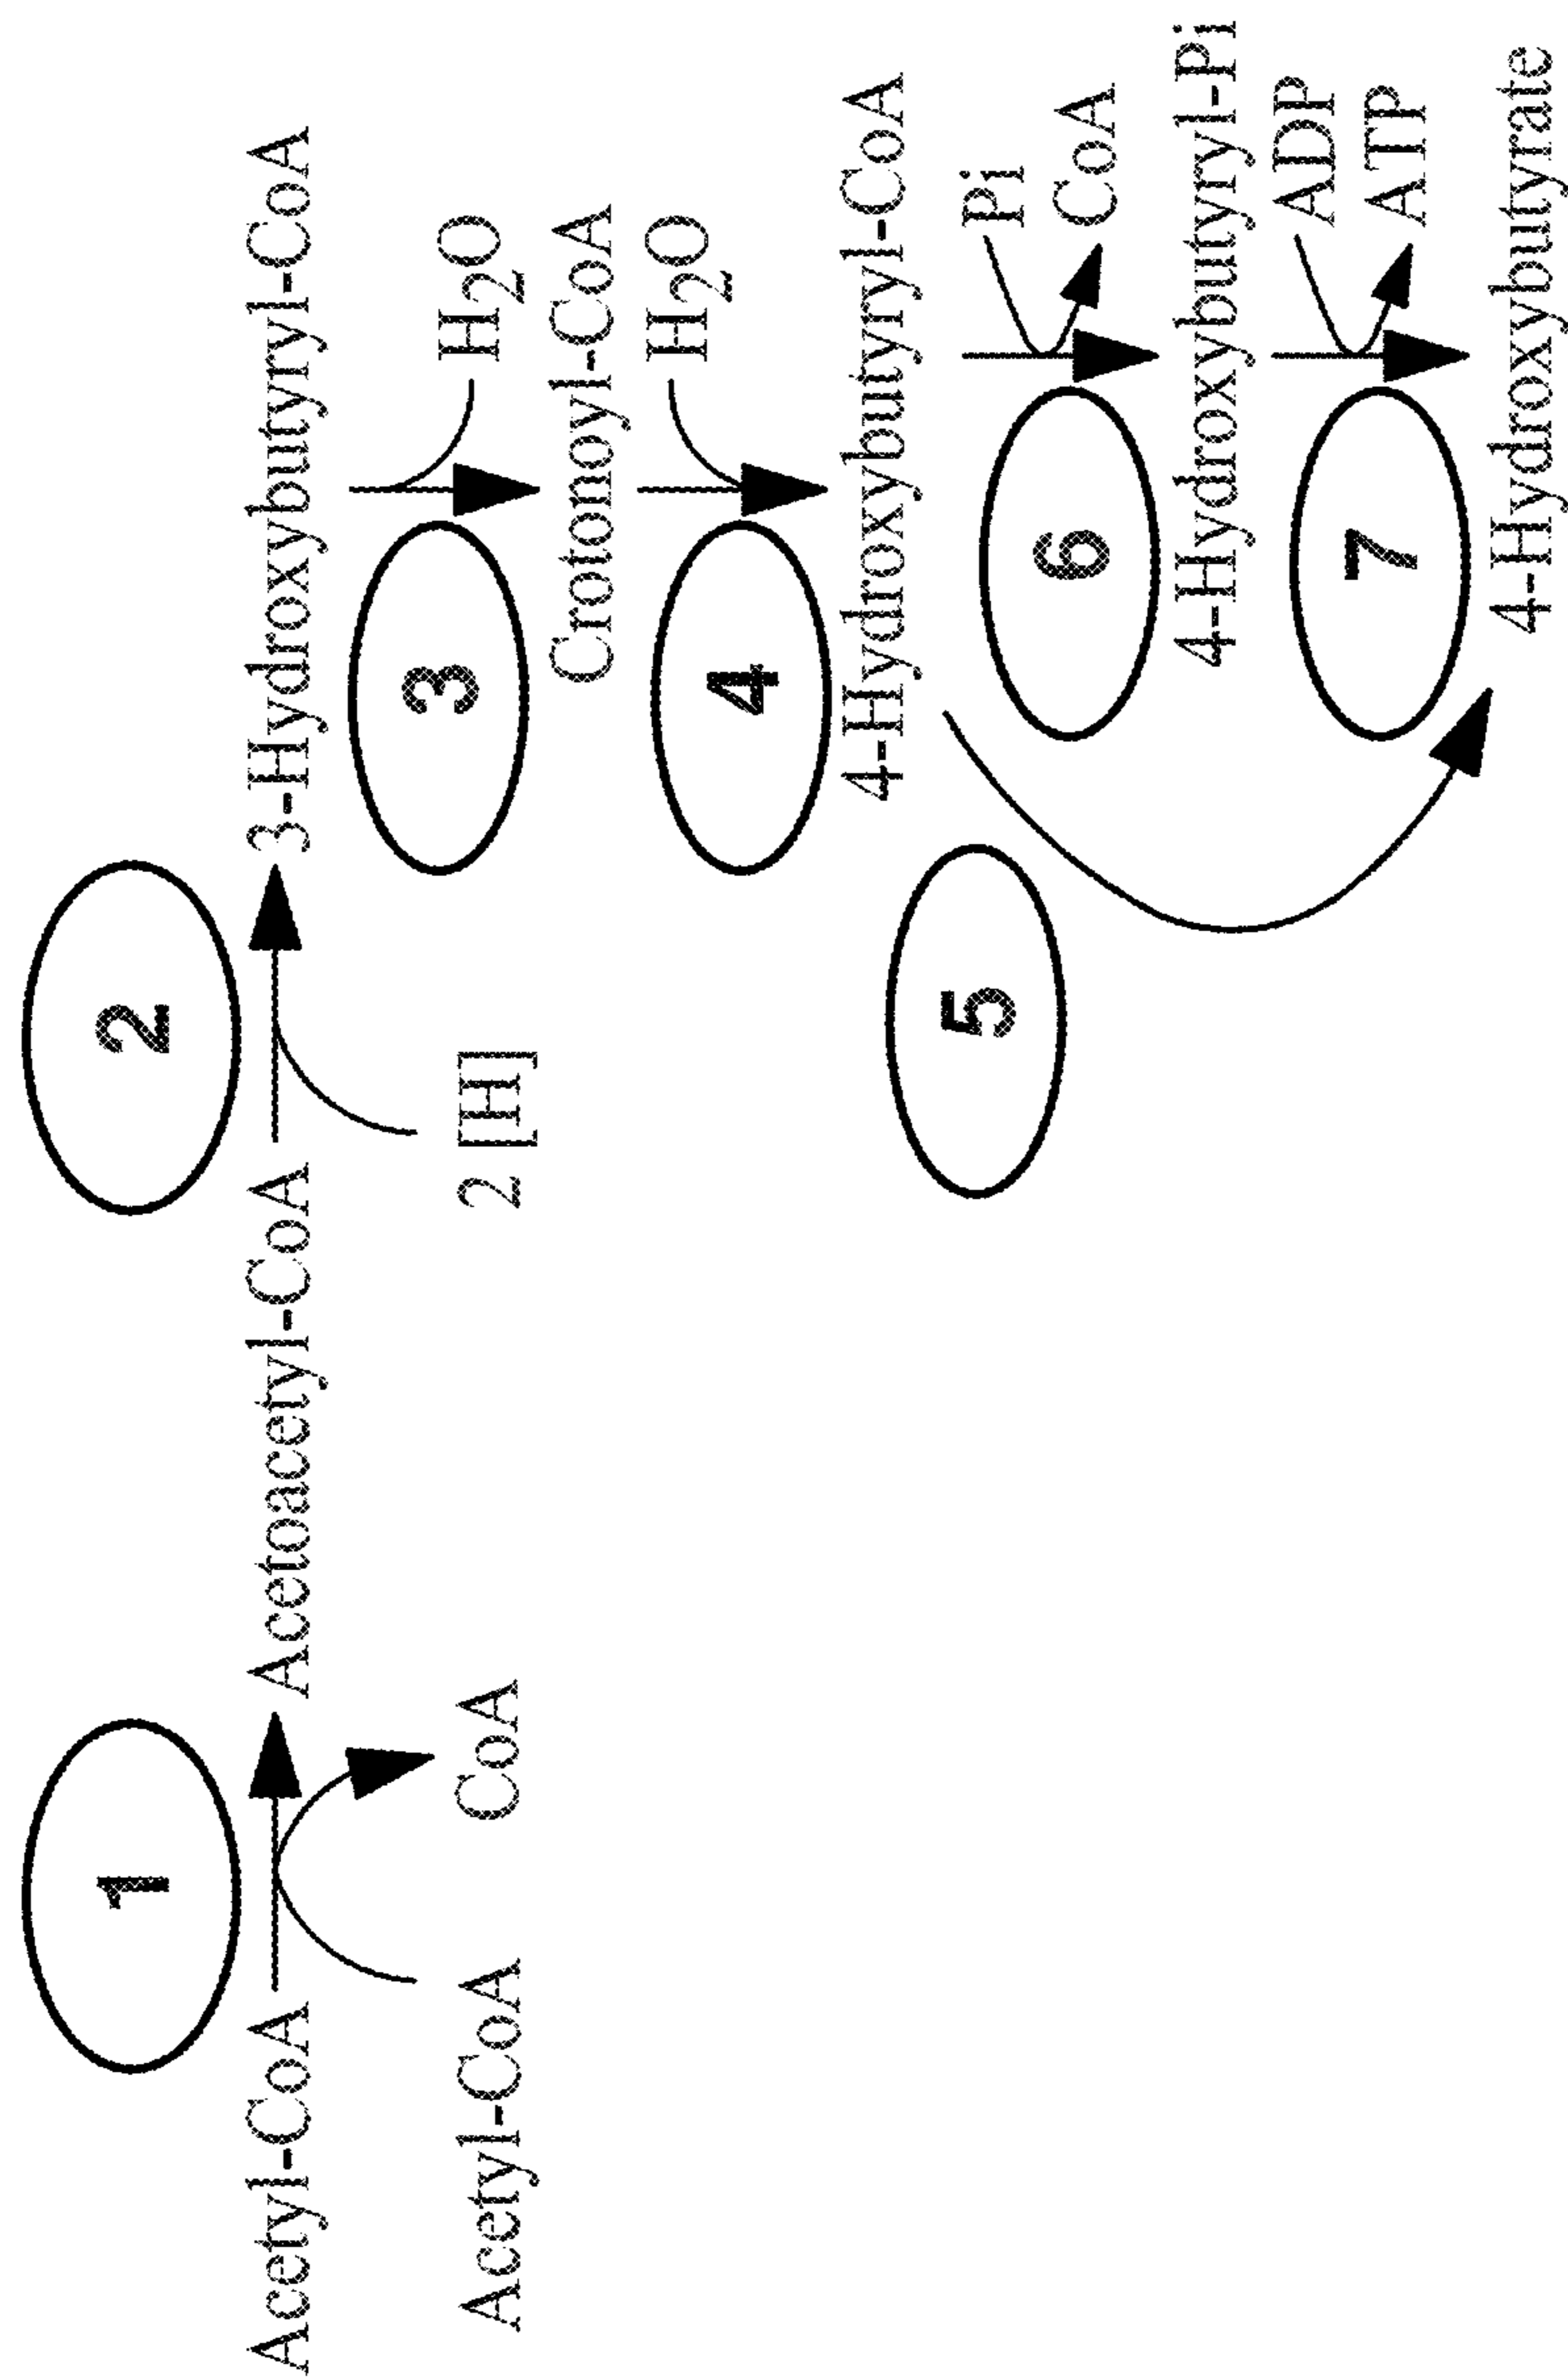 1
2
Acetyl-CoA
Acetoacetyl-CoA
3-Hydroxybutyryl-CoA
Acetyl-CoA
CoA
2 [H]
3
H₂O
Crotonoyl-CoA
4
H₂O
4-Hydroxybutyryl-CoA
5
6
Pi
CoA
4-Hydroxybutyryl-Pi
7
ADP
ATP
4-Hydroxybutyrate